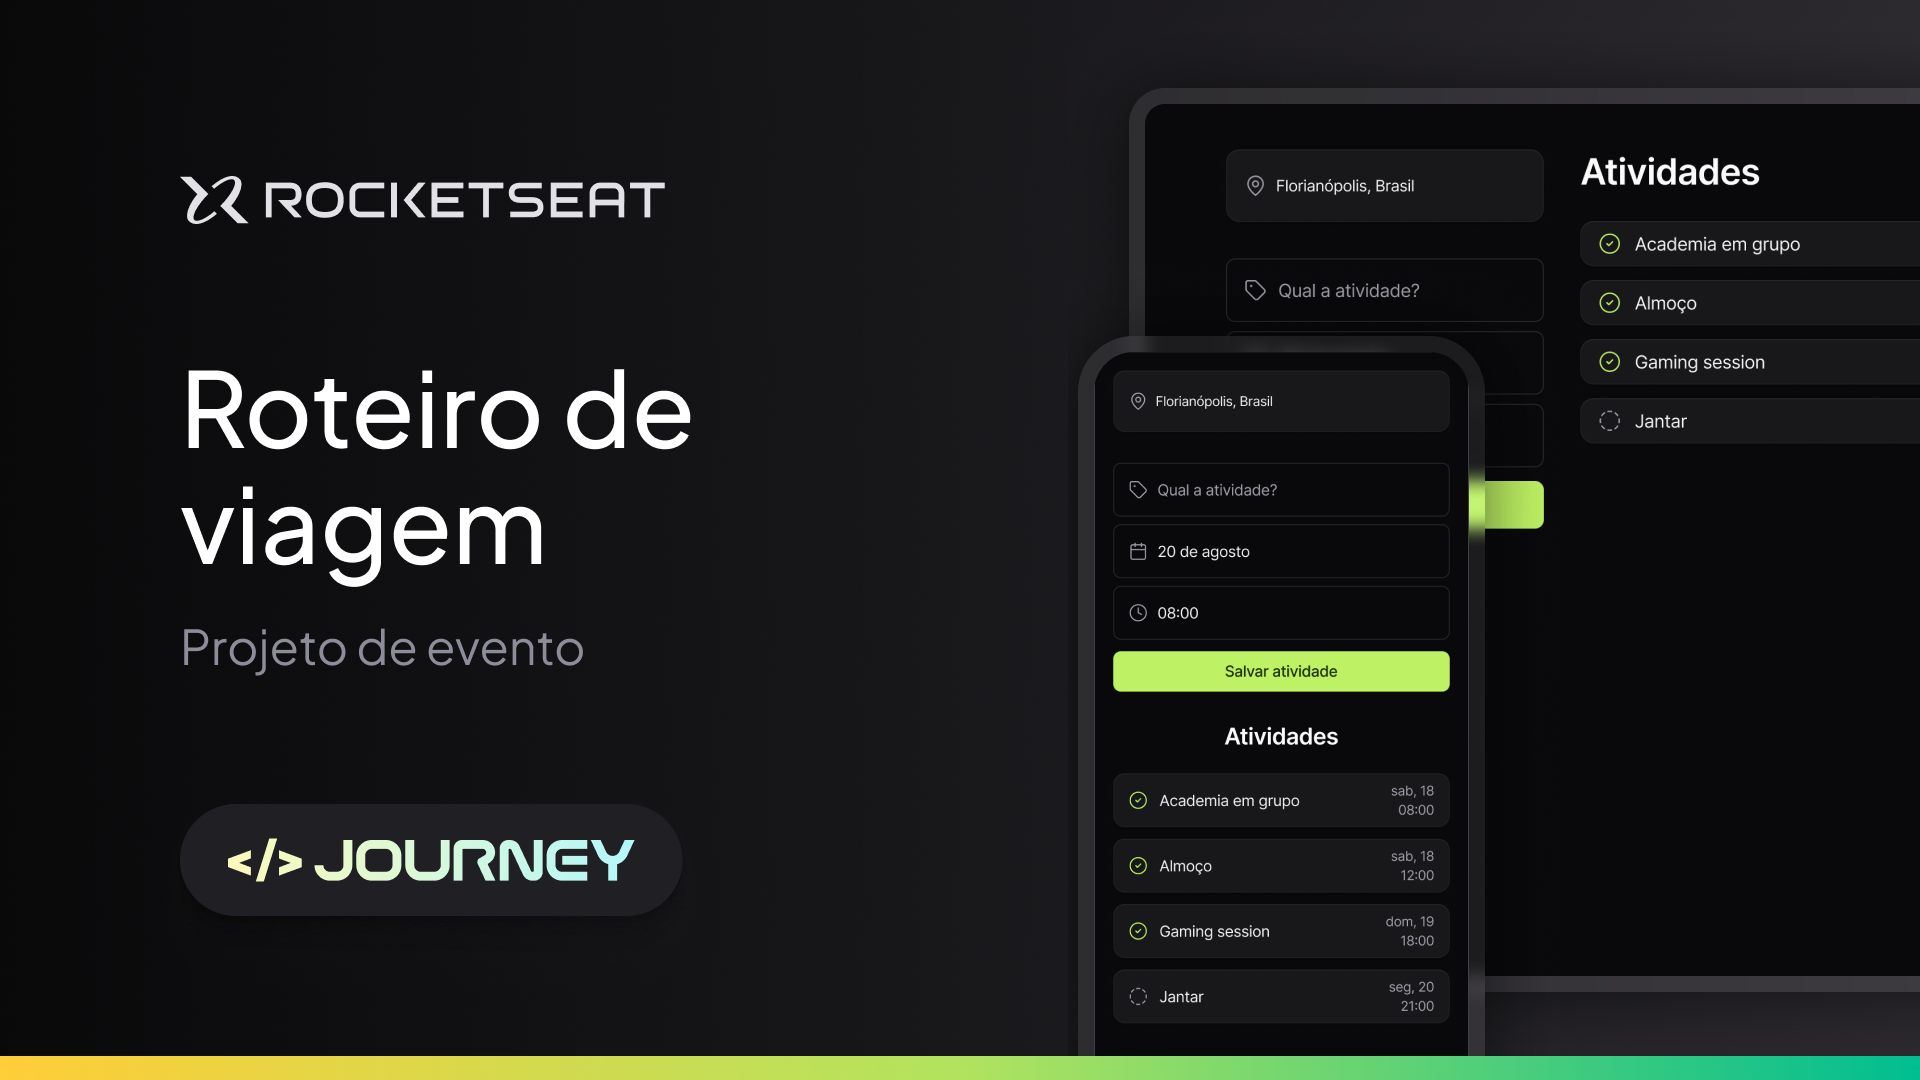 ROCKETSEAT
Roteiro de
viagem
Projeto de evento
</> JOURNEY
Florianópolis, Brasil
Qual a atividade?
Atividades
Academia em grupo
Almoço
Gaming session
Jantar
Florianópolis, Brasil
Qual a atividade?
20 de agosto
08:00
Salvar atividade
Atividades
Academia em grupo
sab, 18
08:00
Almoço
sab, 18
12:00
Gaming session
dom, 19
18:00
Jantar
seg, 20
21:00